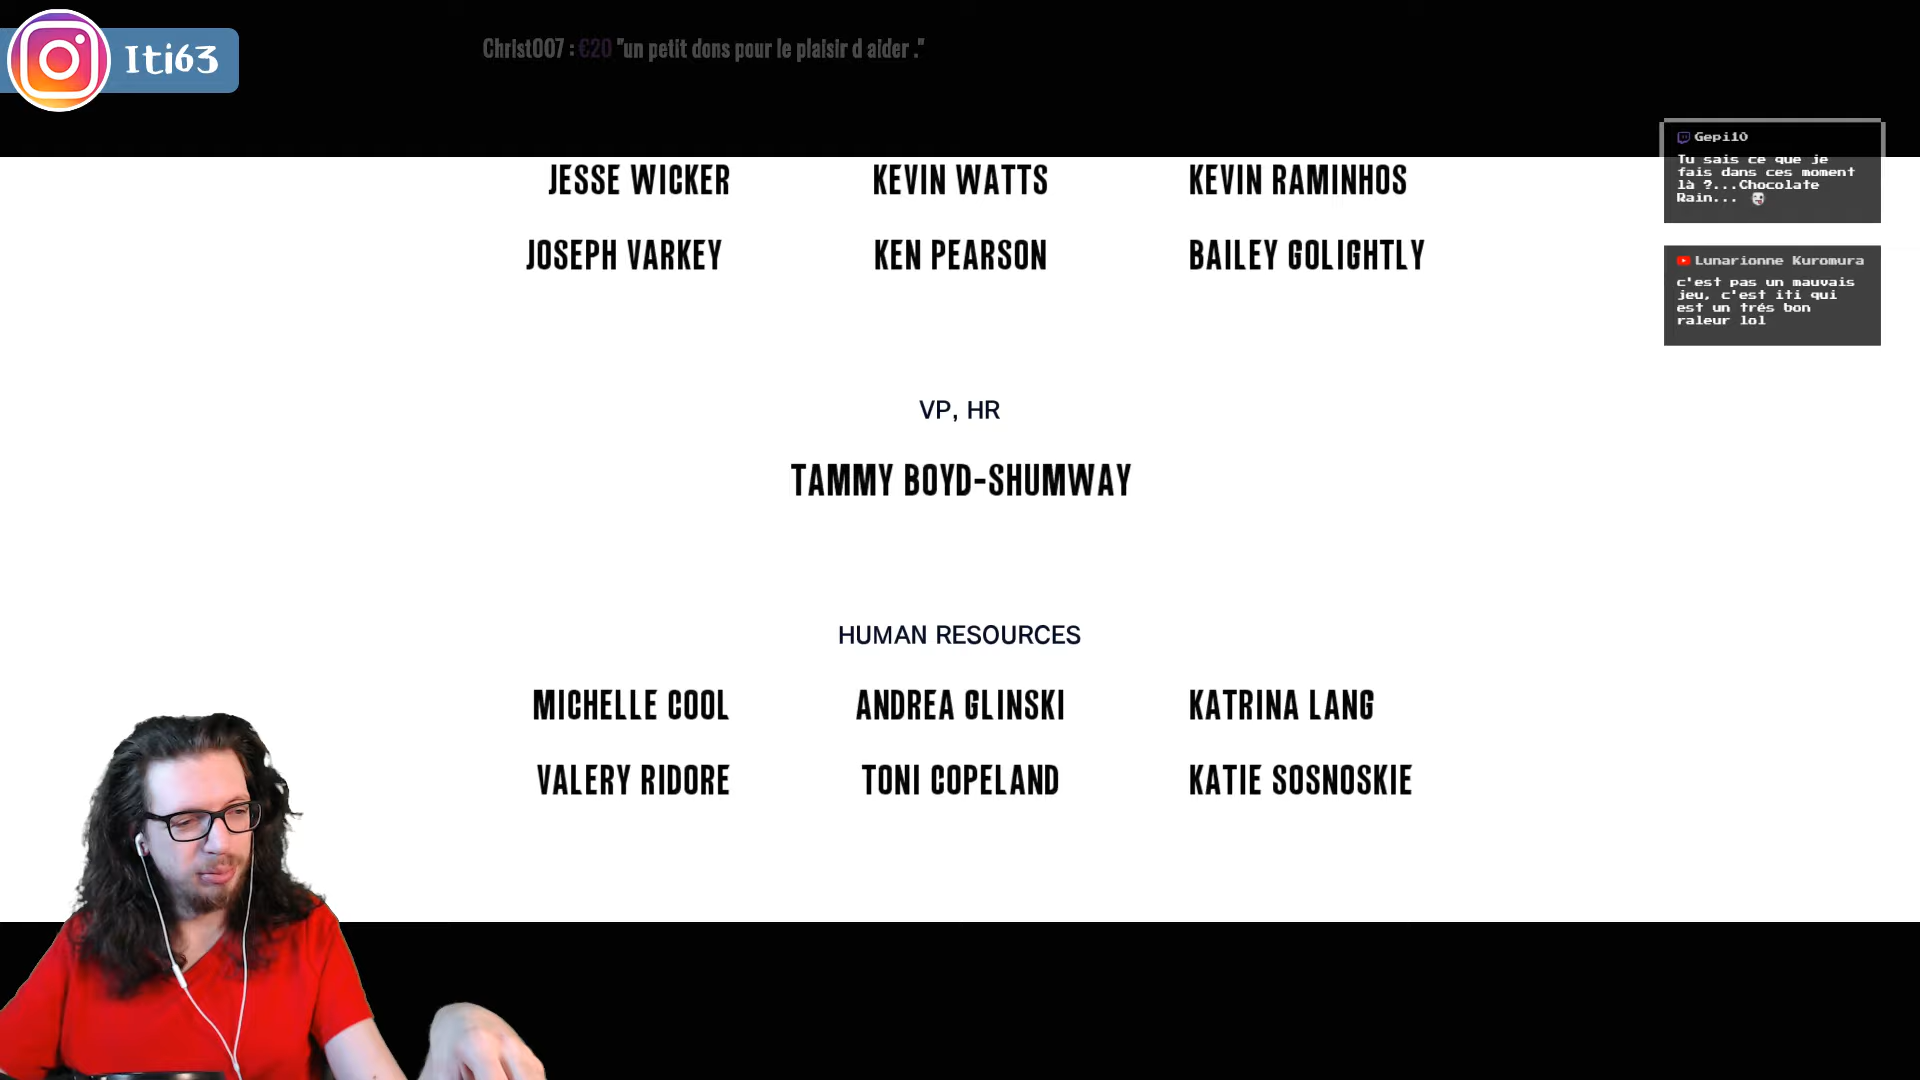 Iti63
Christ007 : €20 "un petit dons pour le plaisir d aider ."
Gepi10
Tu sais ce que je
fais dans ces moment
là ?...Chocolate
Rain...
Lunarionne Kuromura
c'est pas un mauvais
jeu, c'est iti qui
est un trés bon
raleur lol
JESSE WICKER KEVIN WATTS KEVIN RAMINHOS
JOSEPH VARKEY KEN PEARSON BAILEY GOLIGHTLY
VP, HR
TAMMY BOYD-SHUMWAY
HUMAN RESOURCES
MICHELLE COOL ANDREA GLINSKI KATRINA LANG
VALERY RIDORE TONI COPELAND KATIE SOSNOSKIE